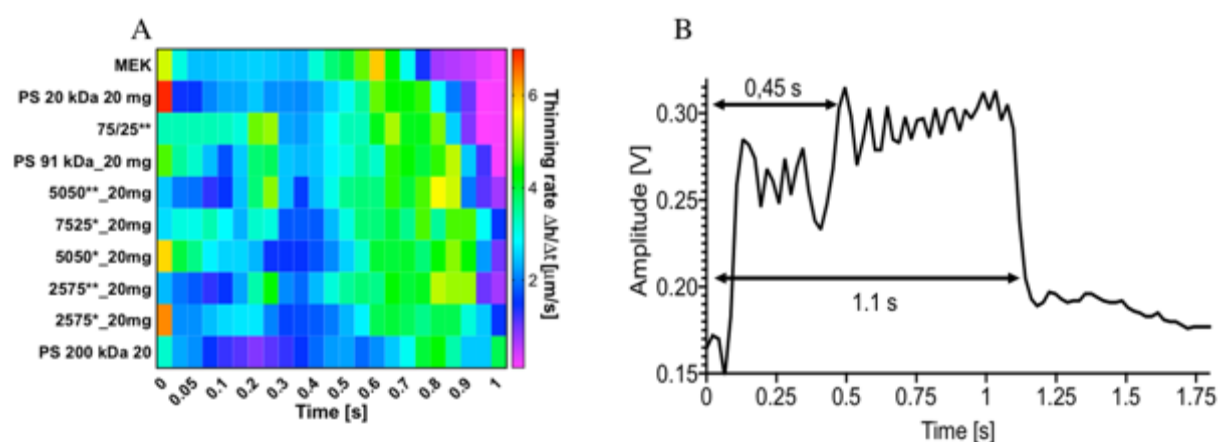 A
MEK
PS 20 kDa 20 mg
75/25**
PS 91 kDa_20 mg
5050**_20mg
7525*_20mg
5050*_20mg
2575**_20mg
2575*_20mg
PS 200 kDa 20
0 0.05 0.1 0.2 0.3 0.4 0.5 0.6 0.7 0.8 0.9 1
Time [s]
6
4
2
Thinning rate Δh/Δt [μm/s]
B
0,45 s
1.1 s
0.30
0.25
0.20
0.15
Amplitude [V]
0 0.25 0.5 0.75 1 1.25 1.5 1.75
Time [s]